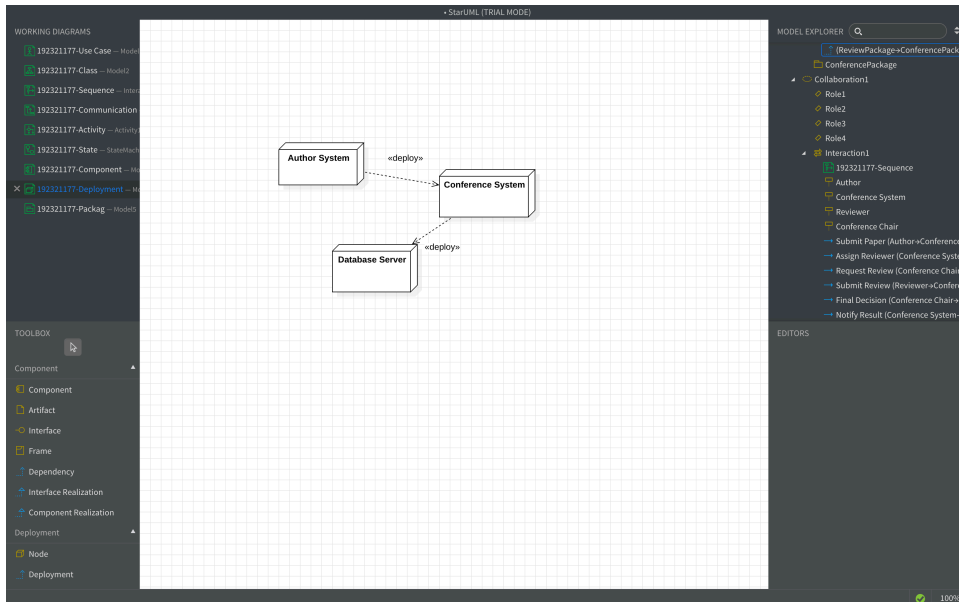 • StarUML (TRIAL MODE)
WORKING DIAGRAMS
192321177-Use Case — Model
192321177-Class — Model2
192321177-Sequence — Intera
192321177-Communication
192321177-Activity — Activity1
192321177-State — StateMach
192321177-Component — Mo
192321177-Deployment — Mo
192321177-Packag — Model5
TOOLBOX
Component
Component
Artifact
Interface
Frame
Dependency
Interface Realization
Component Realization
Deployment
Node
Deployment
Author System
«deploy»
Conference System
«deploy»
Database Server
MODEL EXPLORER
(ReviewPackage→ConferencePack
ConferencePackage
Collaboration1
Role1
Role2
Role3
Role4
Interaction1
192321177-Sequence
Author
Conference System
Reviewer
Conference Chair
Submit Paper (Author→Conference
Assign Reviewer (Conference Syste
Request Review (Conference Chair
Submit Review (Reviewer→Confere
Final Decision (Conference Chair→
Notify Result (Conference System→
EDITORS
100%